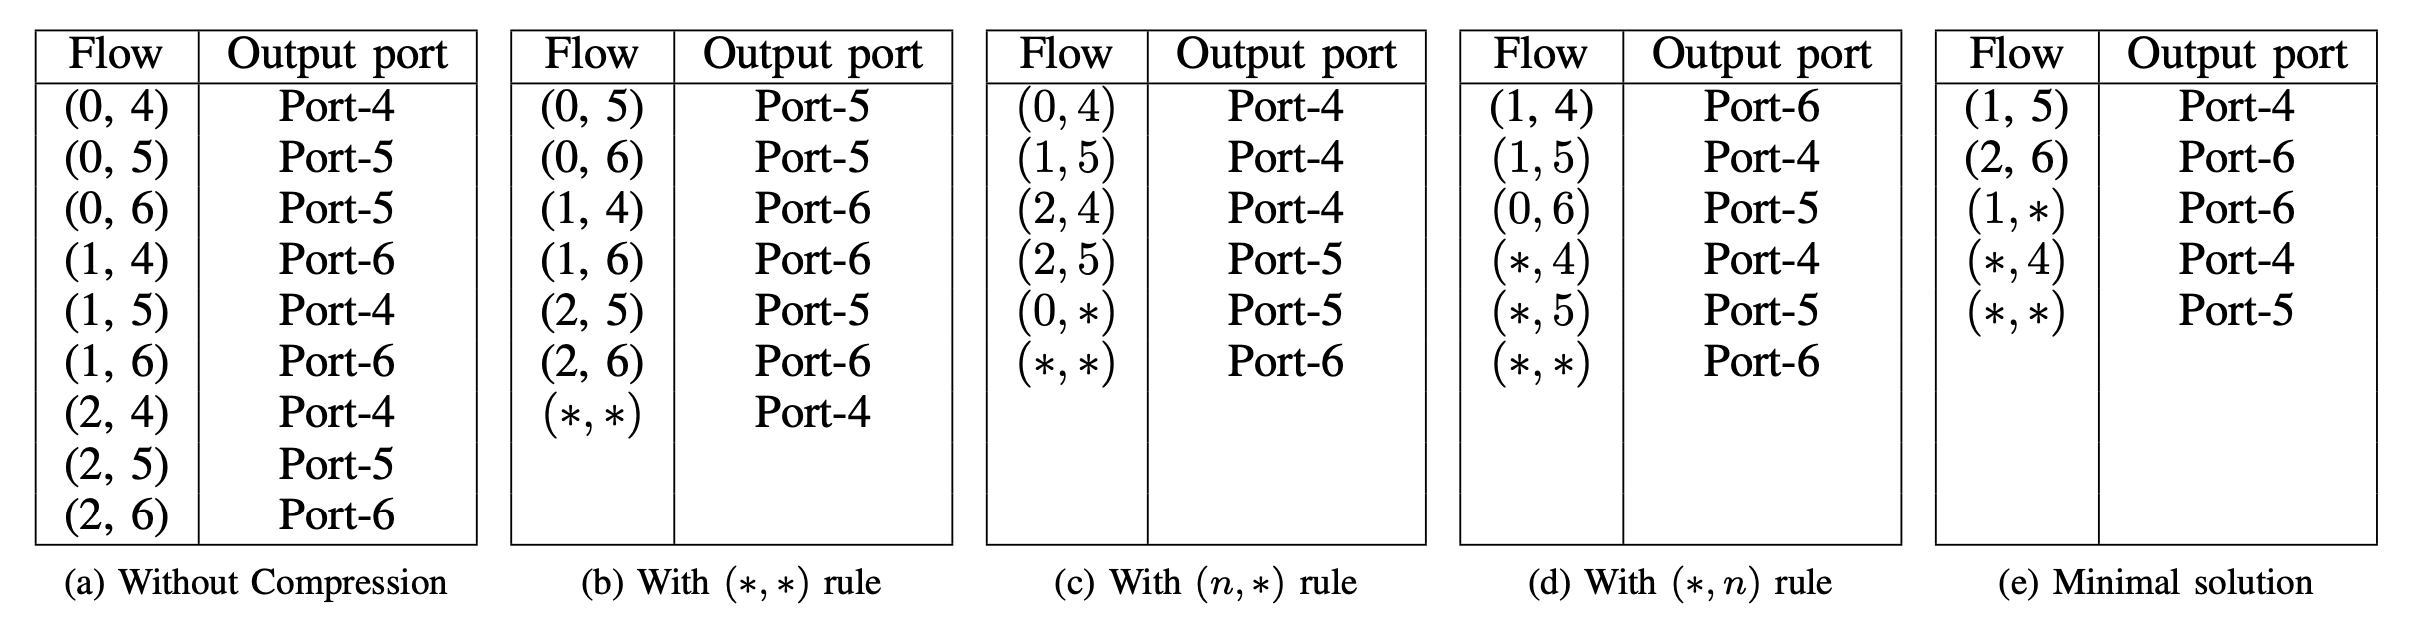 Flow Output port Flow Output port Flow Output port Flow Output port Flow Output port
(0, 4) Port-4 (0, 5) Port-5 (0, 4) Port-4 (1, 4) Port-6 (1, 5) Port-4
(0, 5) Port-5 (0, 6) Port-5 (1, 5) Port-4 (1, 5) Port-4 (2, 6) Port-6
(0, 6) Port-5 (1, 4) Port-6 (2, 4) Port-4 (0, 6) Port-5 (1, ∗) Port-6
(1, 4) Port-6 (1, 6) Port-6 (2, 5) Port-5 (∗, 4) Port-4 (∗, 4) Port-4
(1, 5) Port-4 (2, 5) Port-5 (0, ∗) Port-5 (∗, 5) Port-5 (∗, ∗) Port-5
(1, 6) Port-6 (2, 6) Port-6 (∗, ∗) Port-6 (∗, ∗) Port-6
(2, 4) Port-4 (∗, ∗) Port-4
(2, 5) Port-5
(2, 6) Port-6
(a) Without Compression (b) With (∗, ∗) rule (c) With (n, ∗) rule (d) With (∗, n) rule (e) Minimal solution